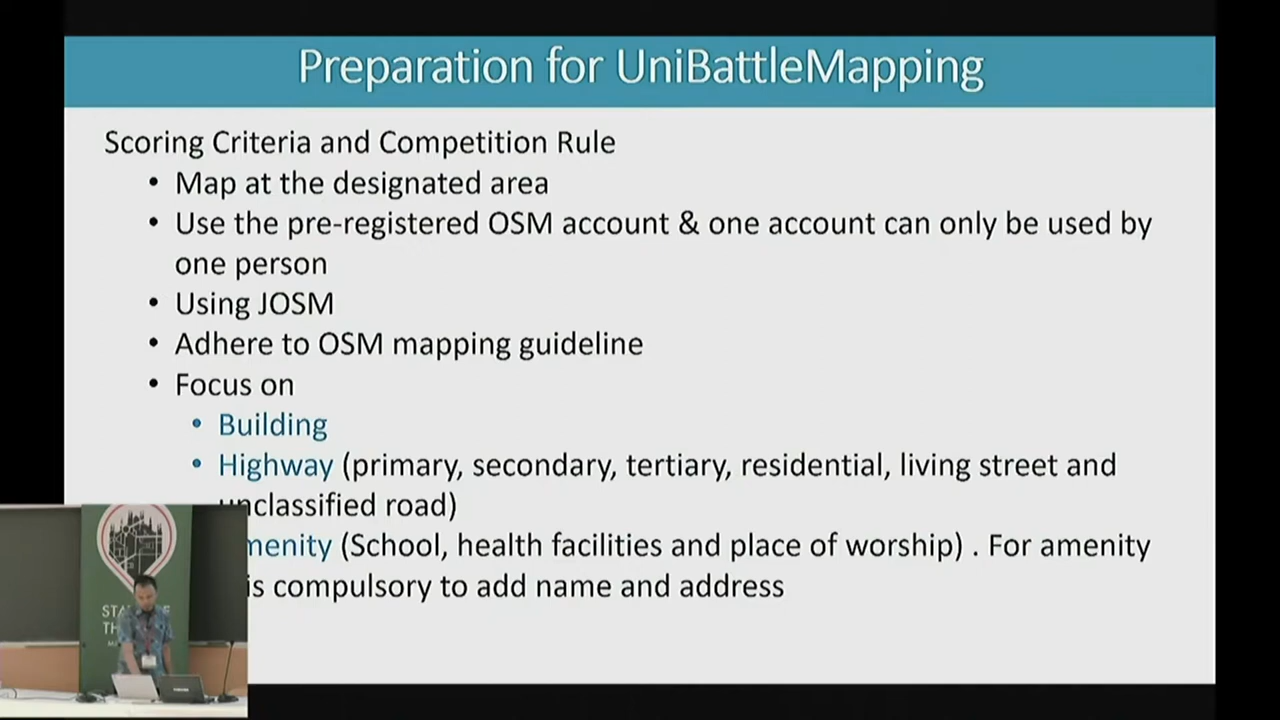 Preparation for UniBattleMapping
Scoring Criteria and Competition Rule
• Map at the designated area
• Use the pre-registered OSM account & one account can only be used by
one person
• Using JOSM
• Adhere to OSM mapping guideline
• Focus on
• Building
• Highway (primary, secondary, tertiary, residential, living street and
unclassified road)
menity (School, health facilities and place of worship) . For amenity
is compulsory to add name and address